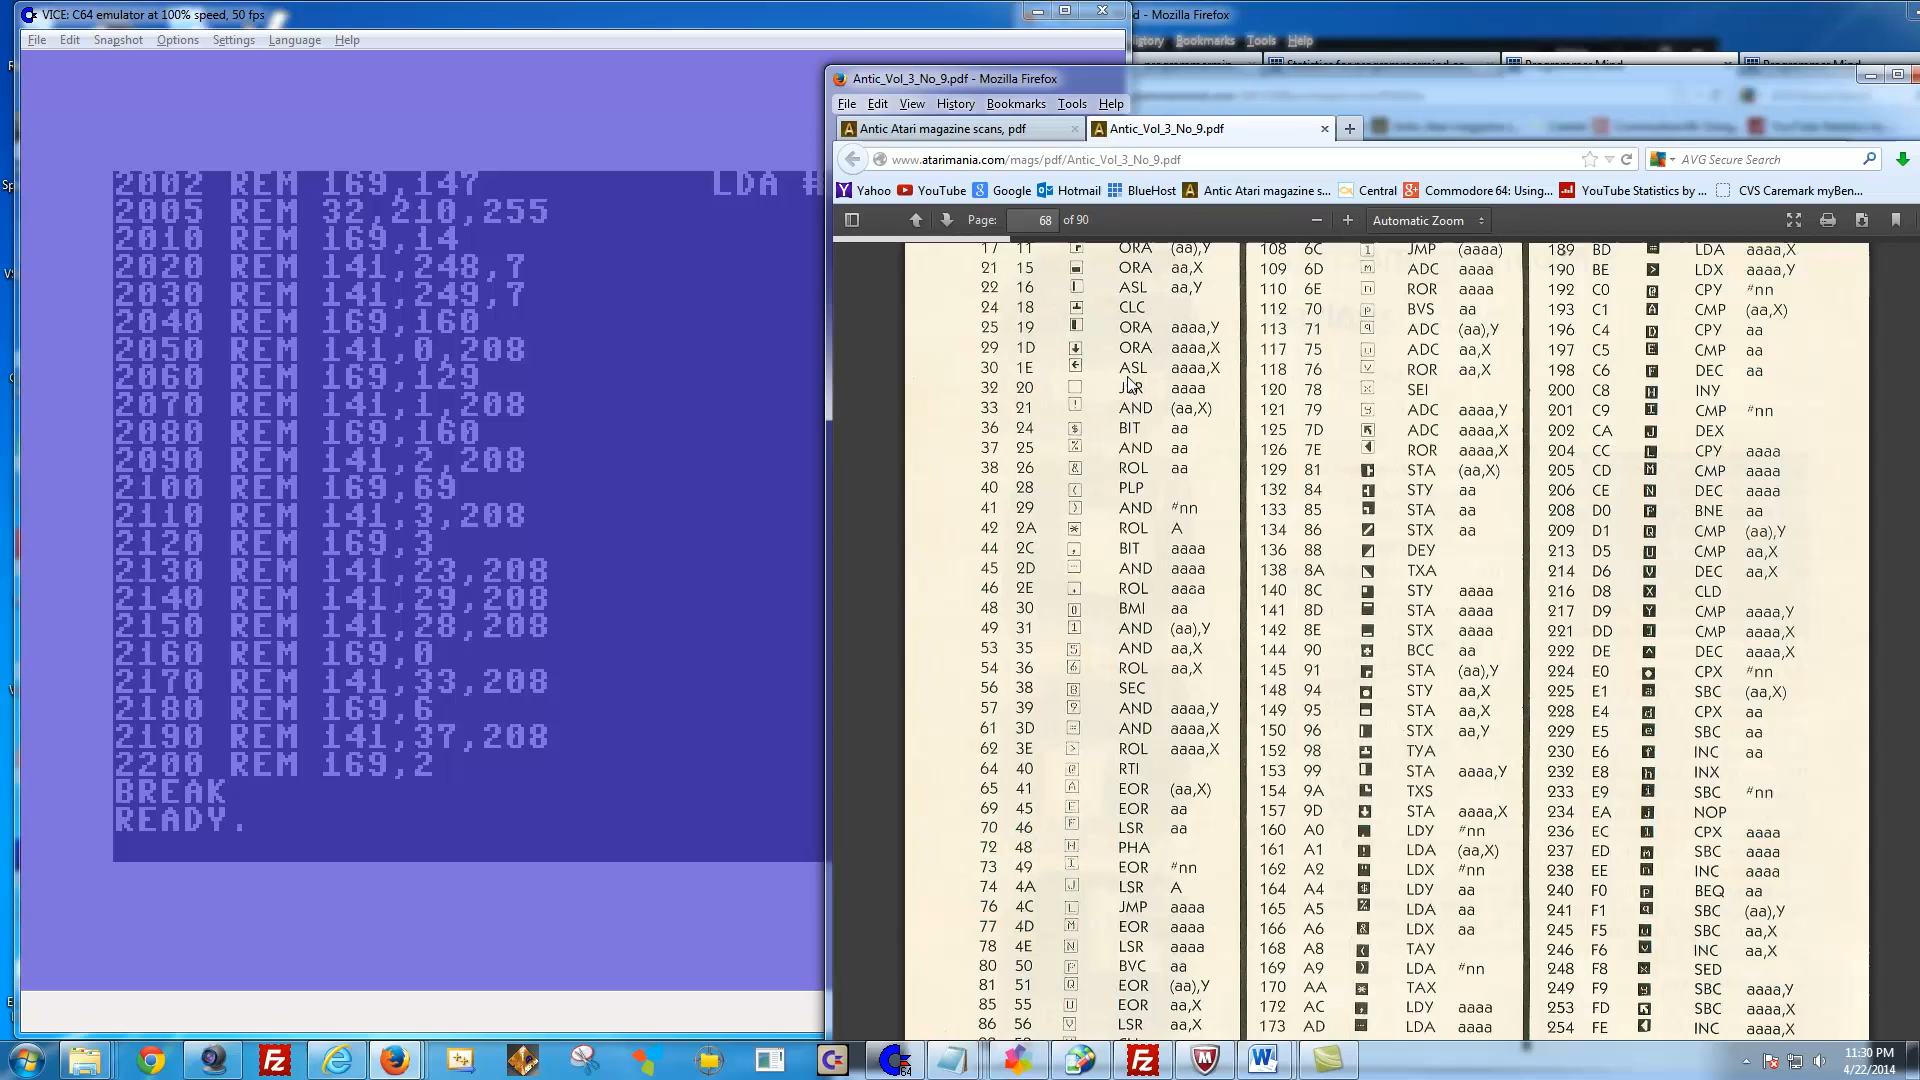 VICE: C64 emulator at 100% speed, 50 fps
File Edit Snapshot Options Settings Language Help
2002 REM 169,147 LDA #
2005 REM 32,210,255
2010 REM 169,14
2020 REM 141,248,7
2030 REM 141,249,7
2040 REM 169,160
2050 REM 141,0,208
2060 REM 169,129
2070 REM 141,1,208
2080 REM 169,160
2090 REM 141,2,208
2100 REM 169,69
2110 REM 141,3,208
2120 REM 169,3
2130 REM 141,23,208
2140 REM 141,29,208
2150 REM 141,28,208
2160 REM 169,0
2170 REM 141,33,208
2180 REM 169,6
2190 REM 141,37,208
2200 REM 169,2
BREAK
READY.
d - Mozilla Firefox
istory Bookmarks Tools Help
Antic_Vol_3_No_9.pdf - Mozilla Firefox
File Edit View History Bookmarks Tools Help
Antic Atari magazine scans, pdf
Antic_Vol_3_No_9.pdf
www.atarimania.com/mags/pdf/Antic_Vol_3_No_9.pdf
AVG Secure Search
Yahoo YouTube Google Hotmail BlueHost Antic Atari magazine s... Central Commodore 64: Using... YouTube Statistics by ... CVS Caremark myBen...
Page: 68 of 90
Automatic Zoom
17 11 ORA (aa),Y
21 15 ORA aa,X
22 16 ASL aa,Y
24 18 CLC
25 19 ORA aaaa,Y
29 1D ORA aaaa,X
30 1E ASL aaaa,X
32 20 JSR aaaa
33 21 ! AND (aa,X)
36 24 $ BIT aa
37 25 % AND aa
38 26 & ROL aa
40 28 ( PLP
41 29 ) AND #nn
42 2A * ROL A
44 2C , BIT aaaa
45 2D - AND aaaa
46 2E . ROL aaaa
48 30 0 BMI aa
49 31 1 AND (aa),Y
53 35 5 AND aa,X
54 36 6 ROL aa,X
56 38 8 SEC
57 39 9 AND aaaa,Y
61 3D = AND aaaa,X
62 3E > ROL aaaa,X
64 40 @ RTI
65 41 A EOR (aa,X)
69 45 E EOR aa
70 46 F LSR aa
72 48 H PHA
73 49 I EOR #nn
74 4A J LSR A
76 4C L JMP aaaa
77 4D M EOR aaaa
78 4E N LSR aaaa
80 50 P BVC aa
81 51 Q EOR (aa),Y
85 55 U EOR aa,X
86 56 V LSR aa,X
108 6C l JMP (aaaa)
109 6D m ADC aaaa
110 6E n ROR aaaa
112 70 p BVS aa
113 71 q ADC (aa),Y
117 75 u ADC aa,X
118 76 v ROR aa,X
120 78 x SEI
121 79 y ADC aaaa,Y
125 7D ADC aaaa,X
126 7E ROR aaaa,X
129 81 STA (aa,X)
132 84 STY aa
133 85 STA aa
134 86 STX aa
136 88 DEY
138 8A TXA
140 8C STY aaaa
141 8D STA aaaa
142 8E STX aaaa
144 90 BCC aa
145 91 STA (aa),Y
148 94 STY aa,X
149 95 STA aa,X
150 96 STX aa,Y
152 98 TYA
153 99 STA aaaa,Y
154 9A TXS
157 9D STA aaaa,X
160 A0 LDY #nn
161 A1 ! LDA (aa,X)
162 A2 " LDX #nn
164 A4 $ LDY aa
165 A5 % LDA aa
166 A6 & LDX aa
168 A8 ( TAY
169 A9 ) LDA #nn
170 AA * TAX
172 AC , LDY aaaa
173 AD - LDA aaaa
189 BD = LDA aaaa,X
190 BE > LDX aaaa,Y
192 C0 @ CPY #nn
193 C1 A CMP (aa,X)
196 C4 D CPY aa
197 C5 E CMP aa
198 C6 F DEC aa
200 C8 H INY
201 C9 I CMP #nn
202 CA J DEX
204 CC L CPY aaaa
205 CD M CMP aaaa
206 CE N DEC aaaa
208 D0 P BNE aa
209 D1 Q CMP (aa),Y
213 D5 U CMP aa,X
214 D6 V DEC aa,X
216 D8 X CLD
217 D9 Y CMP aaaa,Y
221 DD ] CMP aaaa,X
222 DE ^ DEC aaaa,X
224 E0 CPX #nn
225 E1 a SBC (aa,X)
228 E4 d CPX aa
229 E5 e SBC aa
230 E6 f INC aa
232 E8 h INX
233 E9 i SBC #nn
234 EA j NOP
236 EC l CPX aaaa
237 ED m SBC aaaa
238 EE n INC aaaa
240 F0 p BEQ aa
241 F1 q SBC (aa),Y
245 F5 u SBC aa,X
246 F6 v INC aa,X
248 F8 x SED
249 F9 y SBC aaaa,Y
253 FD SBC aaaa,X
254 FE INC aaaa,X
11:30 PM
4/22/2014